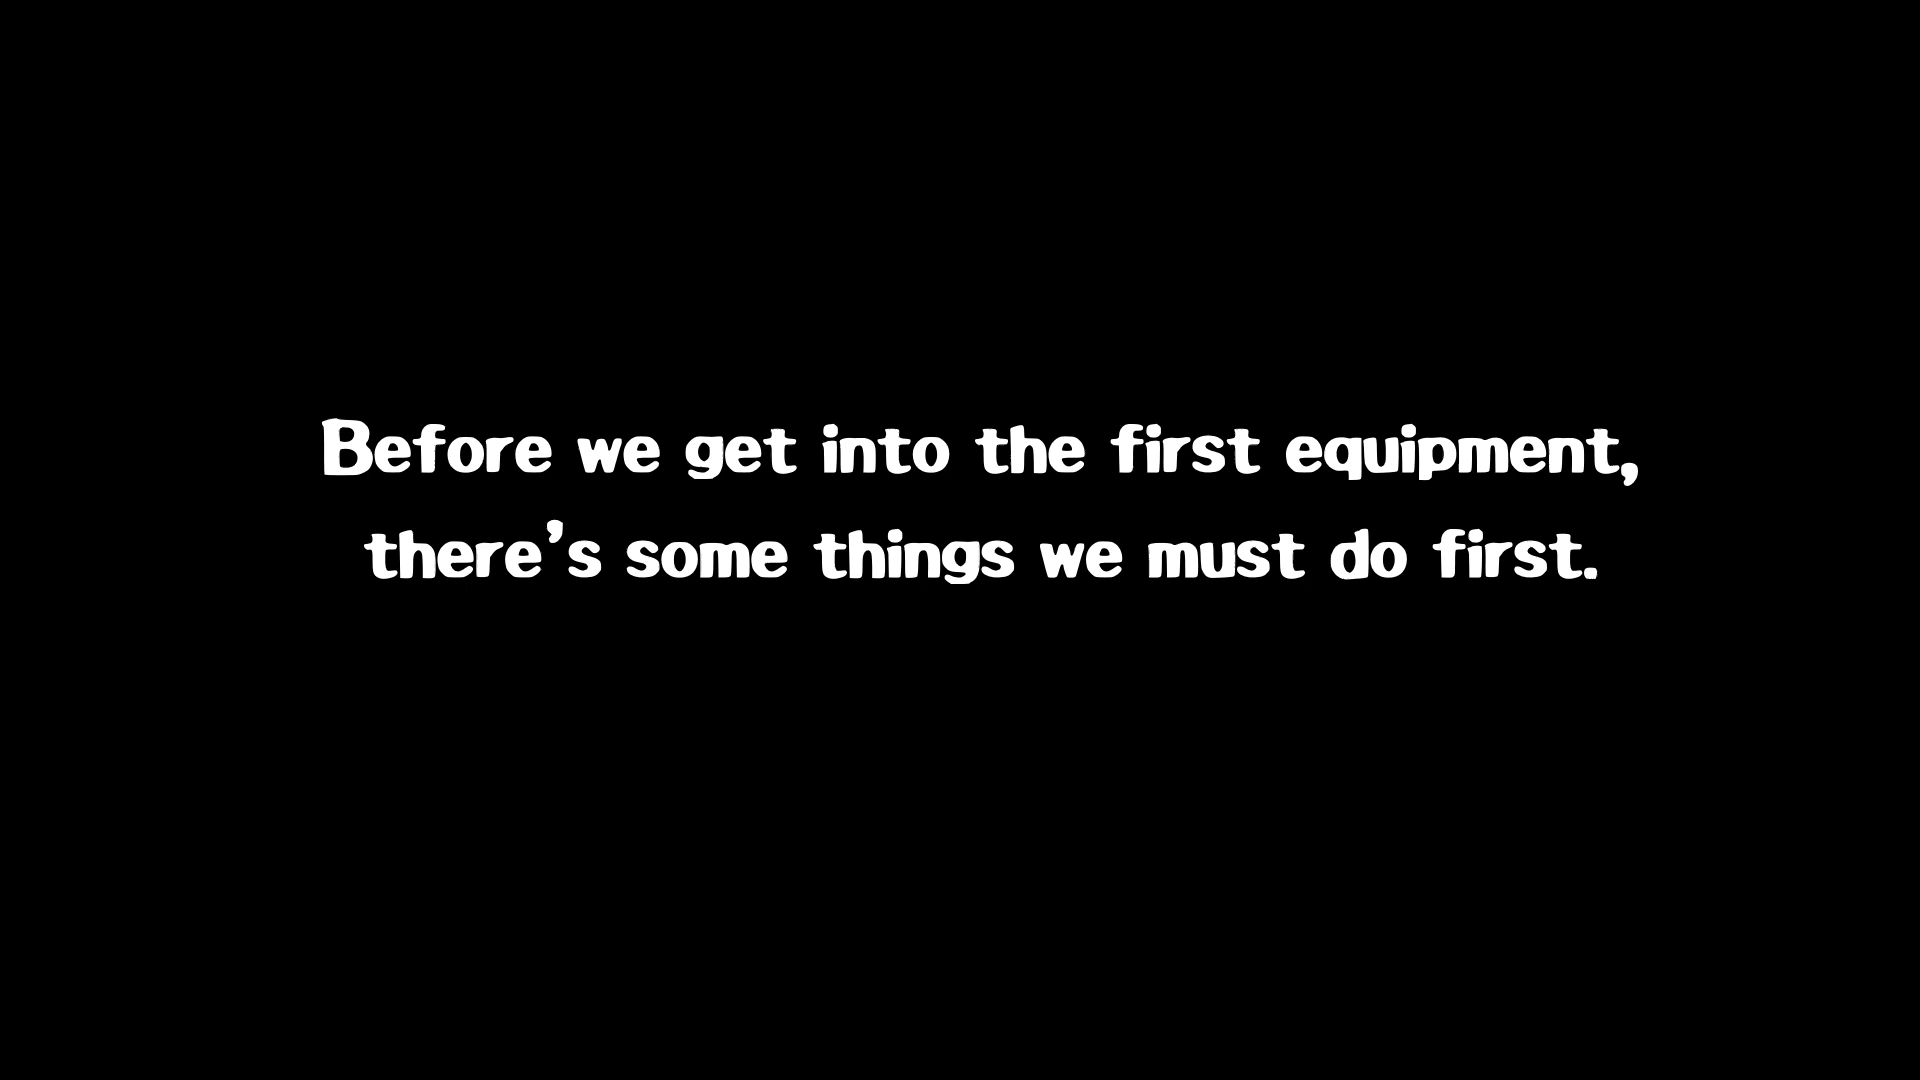 Before we get into the first equipment,
there's some things we must do first.